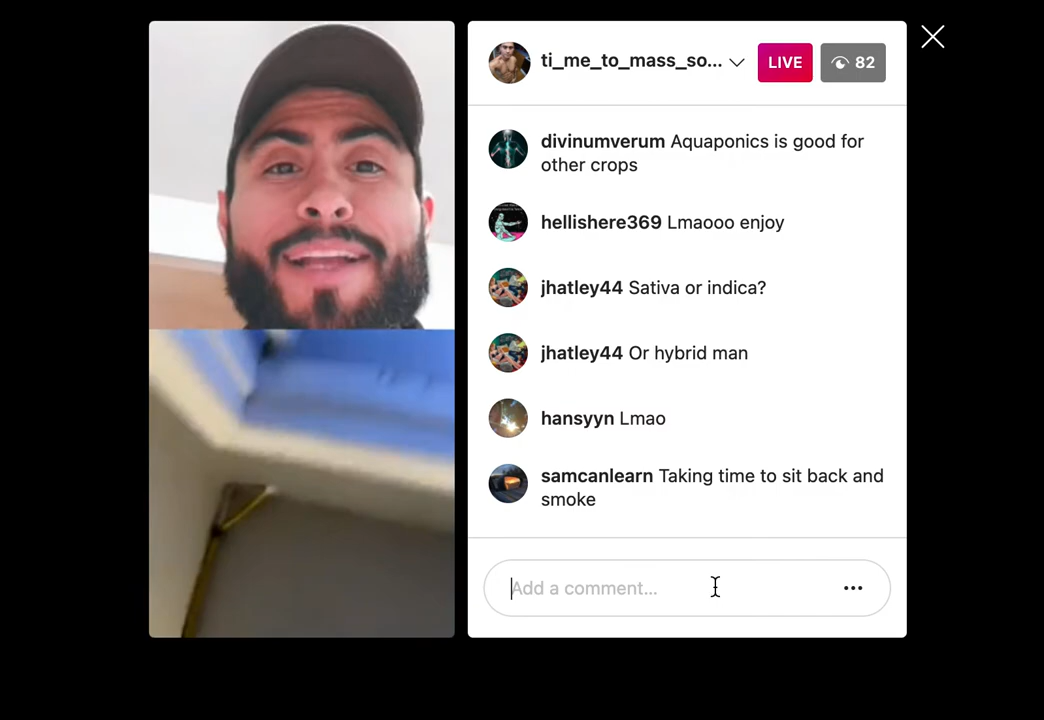 ti_me_to_mass_so...
LIVE
82
divinumverum Aquaponics is good for
other crops
hellishere369 Lmaooo enjoy
jhatley44 Sativa or indica?
jhatley44 Or hybrid man
hansyyn Lmao
samcanlearn Taking time to sit back and
smoke
Add a comment...